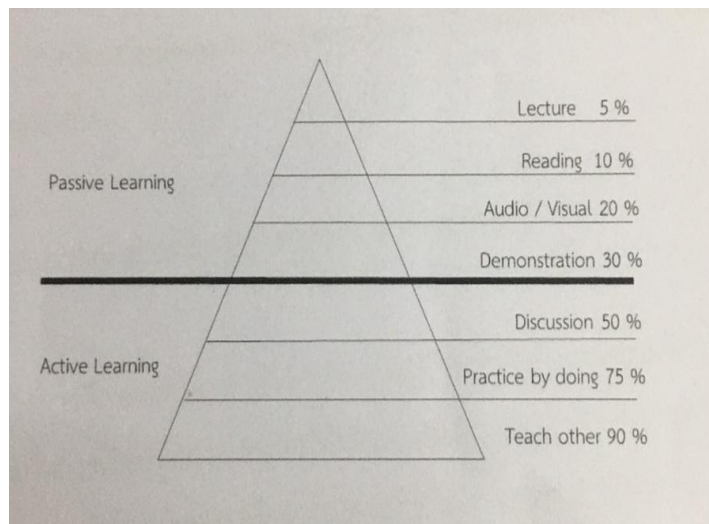 Lecture 5 %
Reading 10 %
Passive Learning
Audio / Visual 20 %
Demonstration 30 %
Discussion 50 %
Active Learning
Practice by doing 75 %
Teach other 90 %